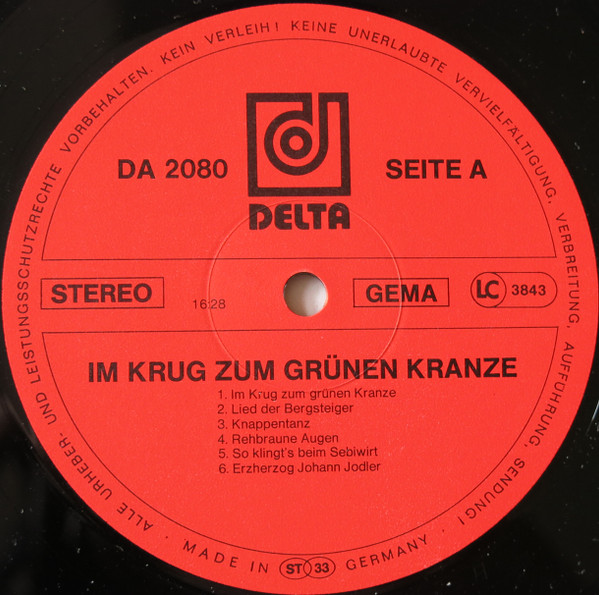 ALLE URHEBER- UND LEISTUNGSSCHUTZRECHTE VORBEHALTEN. KEIN VERLEIH! KEINE UNERLAUBTE VERVIELFÄLTIGUNG, VERBREITUNG, AUFFÜHRUNG, SENDUNG!
DA 2080
DELTA
SEITE A
STEREO
16:28
GEMA
LC 3843
IM KRUG ZUM GRÜNEN KRANZE
1. Im Krug zum grünen Kranze
2. Lied der Bergsteiger
3. Knappentanz
4. Rehbraune Augen
5. So klingt's beim Sebiwirt
6. Erzherzog Johann Jodler
· MADE IN GERMANY ·
ST 33